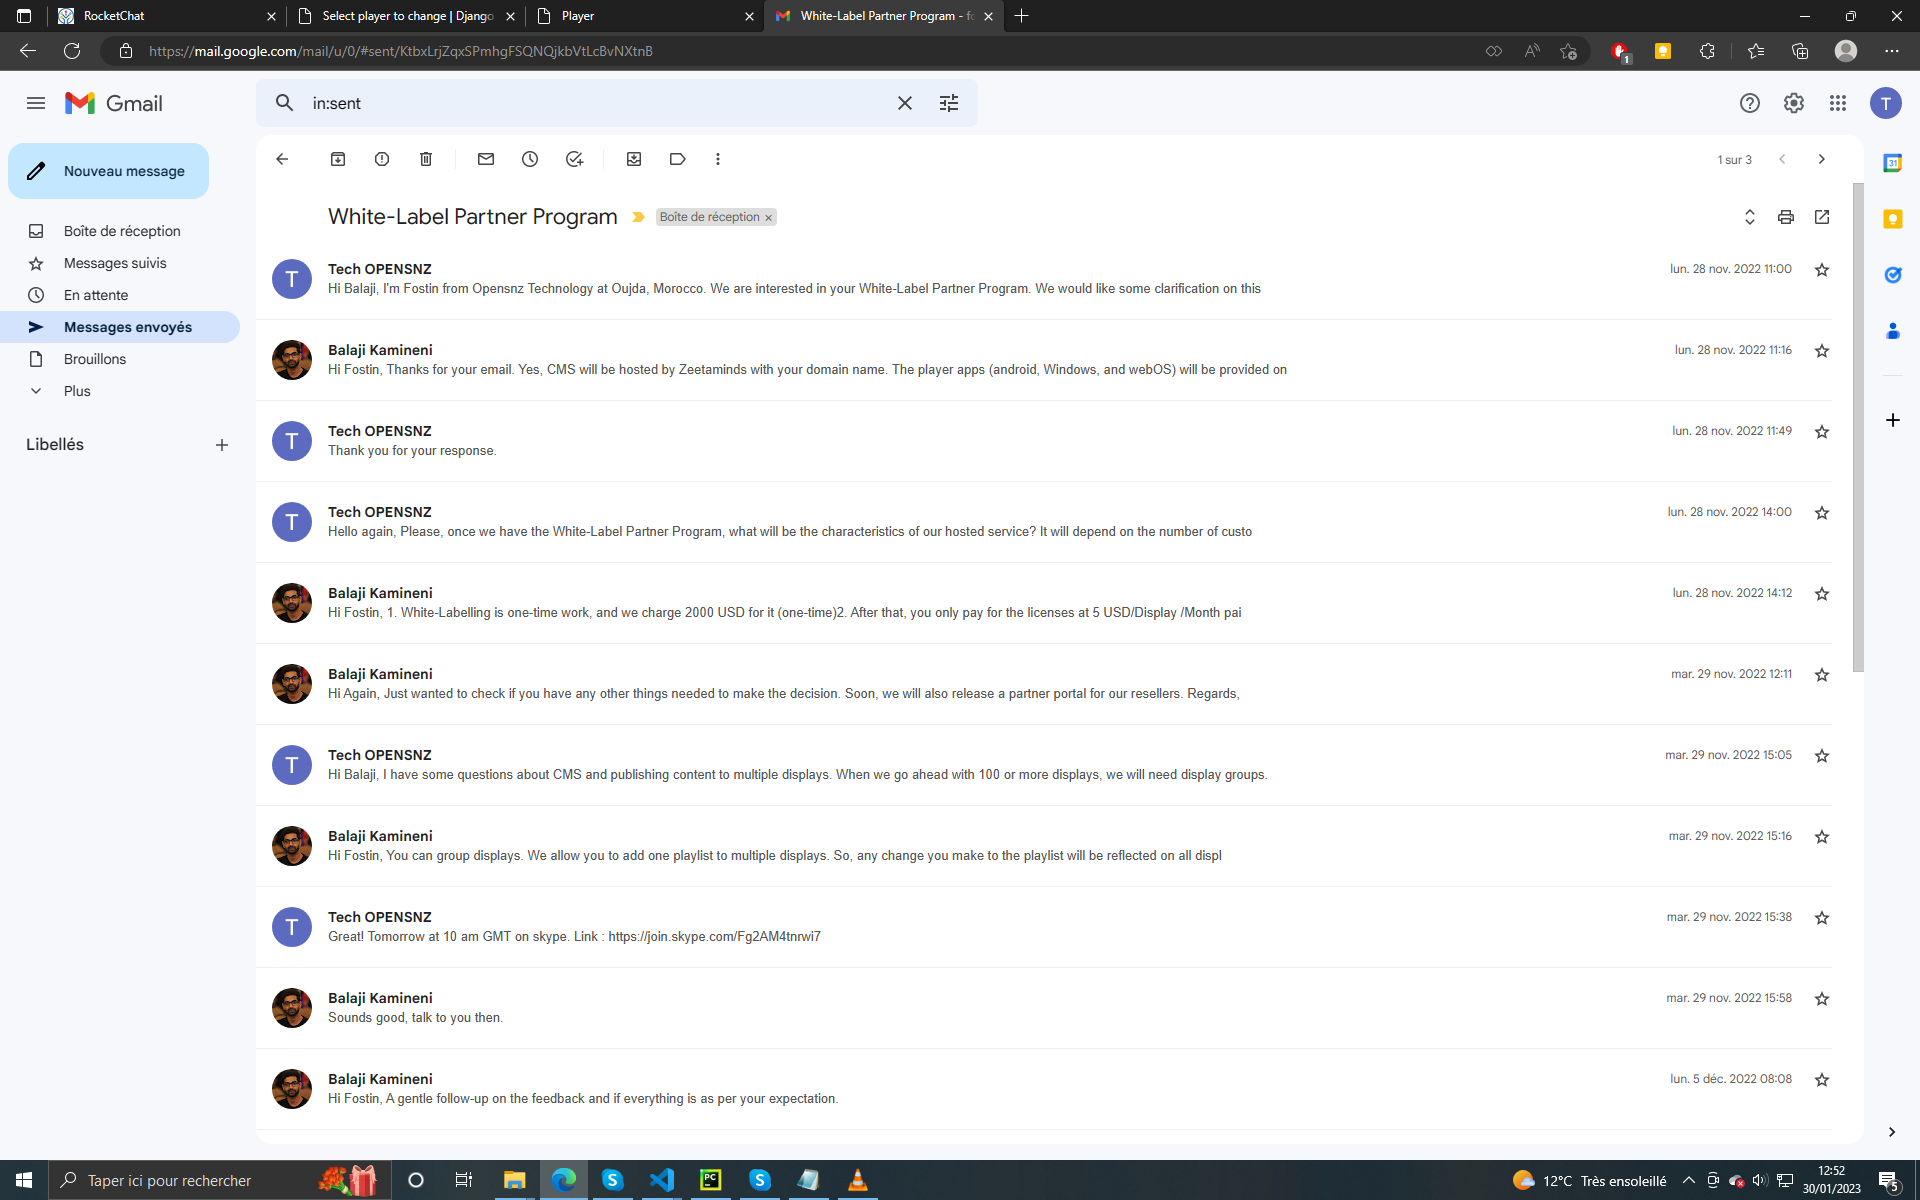 RocketChat
Select player to change | Django
Player
White-Label Partner Program - fo
https://mail.google.com/mail/u/0/#sent/KtbxLrjZqxSPmhgFSQNQjkbVtLcBvNXtnB
1
Gmail
in:sent
T
Nouveau message
1 sur 3
31
White-Label Partner Program
Boîte de réception
Boîte de réception
Messages suivis
En attente
Messages envoyés
Brouillons
Plus
Libellés
T
Tech OPENSNZ
lun. 28 nov. 2022 11:00
Hi Balaji, I'm Fostin from Opensnz Technology at Oujda, Morocco. We are interested in your White-Label Partner Program. We would like some clarification on this
Balaji Kamineni
lun. 28 nov. 2022 11:16
Hi Fostin, Thanks for your email. Yes, CMS will be hosted by Zeetaminds with your domain name. The player apps (android, Windows, and webOS) will be provided on
T
Tech OPENSNZ
lun. 28 nov. 2022 11:49
Thank you for your response.
T
Tech OPENSNZ
lun. 28 nov. 2022 14:00
Hello again, Please, once we have the White-Label Partner Program, what will be the characteristics of our hosted service? It will depend on the number of custo
Balaji Kamineni
lun. 28 nov. 2022 14:12
Hi Fostin, 1. White-Labelling is one-time work, and we charge 2000 USD for it (one-time)2. After that, you only pay for the licenses at 5 USD/Display /Month pai
Balaji Kamineni
mar. 29 nov. 2022 12:11
Hi Again, Just wanted to check if you have any other things needed to make the decision. Soon, we will also release a partner portal for our resellers. Regards,
T
Tech OPENSNZ
mar. 29 nov. 2022 15:05
Hi Balaji, I have some questions about CMS and publishing content to multiple displays. When we go ahead with 100 or more displays, we will need display groups.
Balaji Kamineni
mar. 29 nov. 2022 15:16
Hi Fostin, You can group displays. We allow you to add one playlist to multiple displays. So, any change you make to the playlist will be reflected on all displ
T
Tech OPENSNZ
mar. 29 nov. 2022 15:38
Great! Tomorrow at 10 am GMT on skype. Link : https://join.skype.com/Fg2AM4tnrwi7
Balaji Kamineni
mar. 29 nov. 2022 15:58
Sounds good, talk to you then.
Balaji Kamineni
lun. 5 déc. 2022 08:08
Hi Fostin, A gentle follow-up on the feedback and if everything is as per your expectation.
Taper ici pour rechercher
PC
12°C Très ensoleillé
12:52
30/01/2023
5